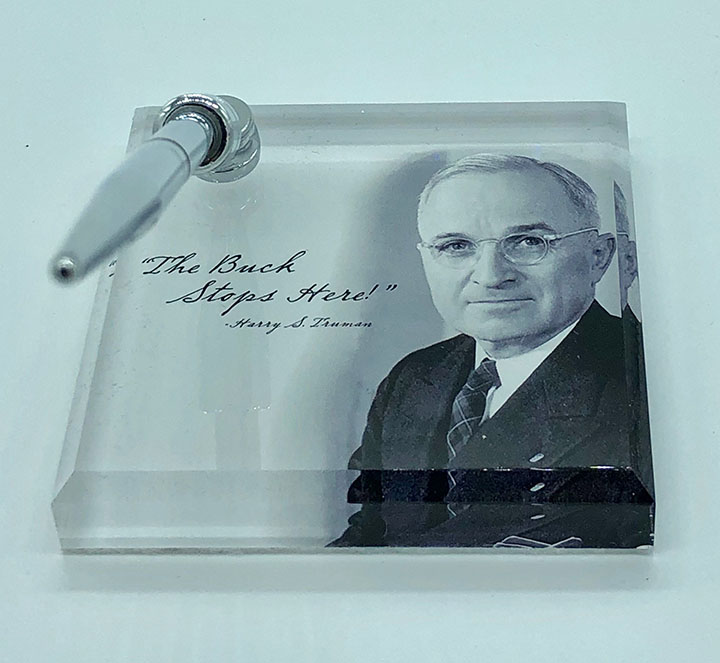 "The Buck
Stops Here!"
-Harry S. Truman